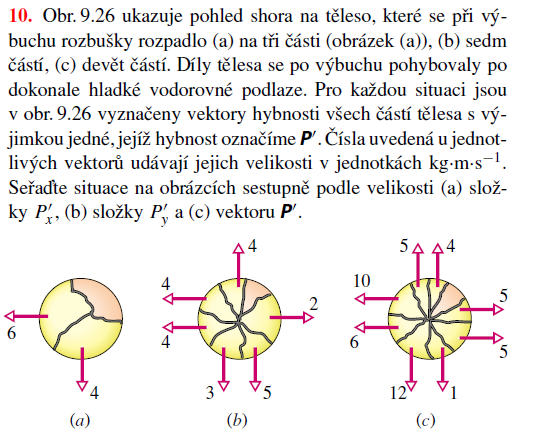 10. Obr. 9.26 ukazuje pohled shora na těleso, které se při vý-
buchu rozbušky rozpadlo (a) na tři části (obrázek (a)), (b) sedm
částí, (c) devět částí. Díly tělesa se po výbuchu pohybovaly po
dokonale hladké vodorovné podlaze. Pro každou situaci jsou
v obr. 9.26 vyznačeny vektory hybnosti všech částí tělesa s vý-
jimkou jedné, jejíž hybnost označíme P′. Čísla uvedená u jednot-
livých vektorů udávají jejich velikosti v jednotkách kg·m·s⁻¹.
Seřaďte situace na obrázcích sestupně podle velikosti (a) slož-
ky P′ₓ, (b) složky P′ᵧ a (c) vektoru P′.
6
4
(a)
4
4
4
2
3
5
(b)
5
4
10
5
6
5
12
1
(c)